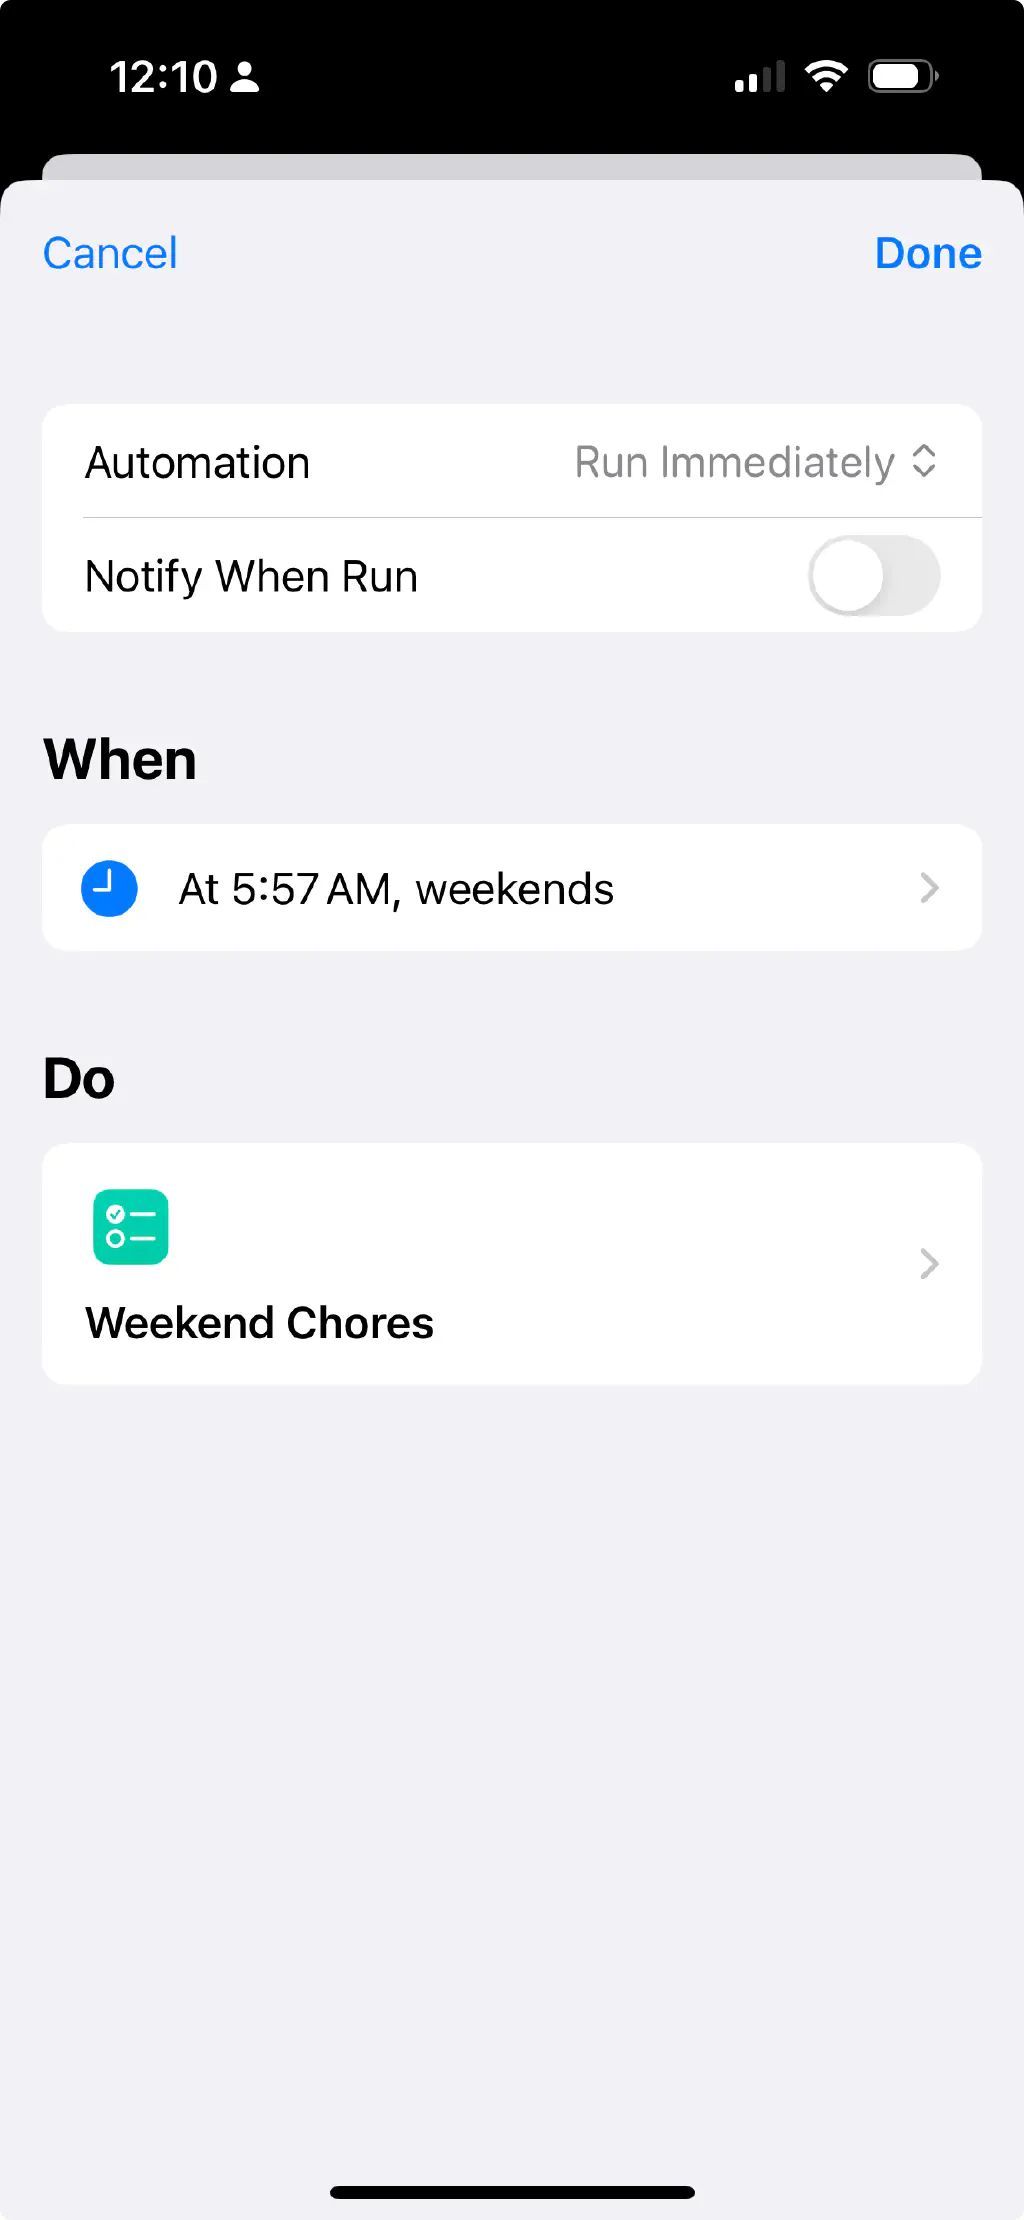 12:10
Cancel Done
Automation Run Immediately
Notify When Run
When
At 5:57 AM, weekends
Do
Weekend Chores